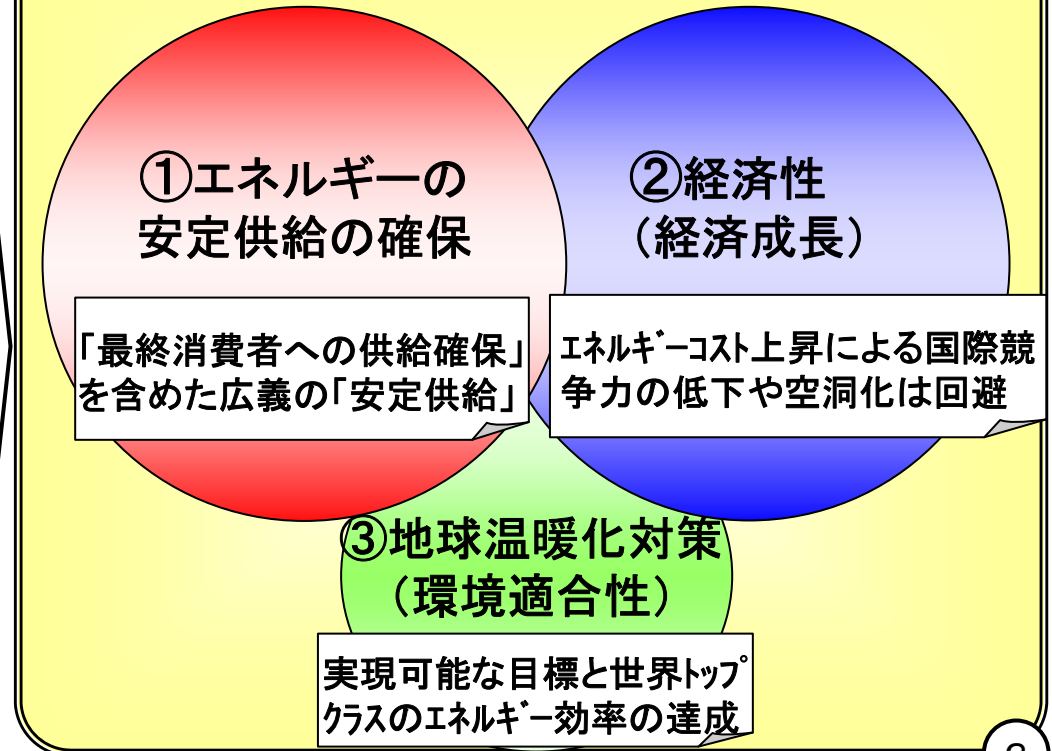 ①エネルギーの
安定供給の確保
「最終消費者への供給確保」
を含めた広義の「安定供給」
②経済性
（経済成長）
ｴﾈﾙｷﾞｰｺｽﾄ上昇による国際競
争力の低下や空洞化は回避
③地球温暖化対策
（環境適合性）
実現可能な目標と世界ﾄｯﾌﾟ
ｸﾗｽのｴﾈﾙｷﾞｰ効率の達成